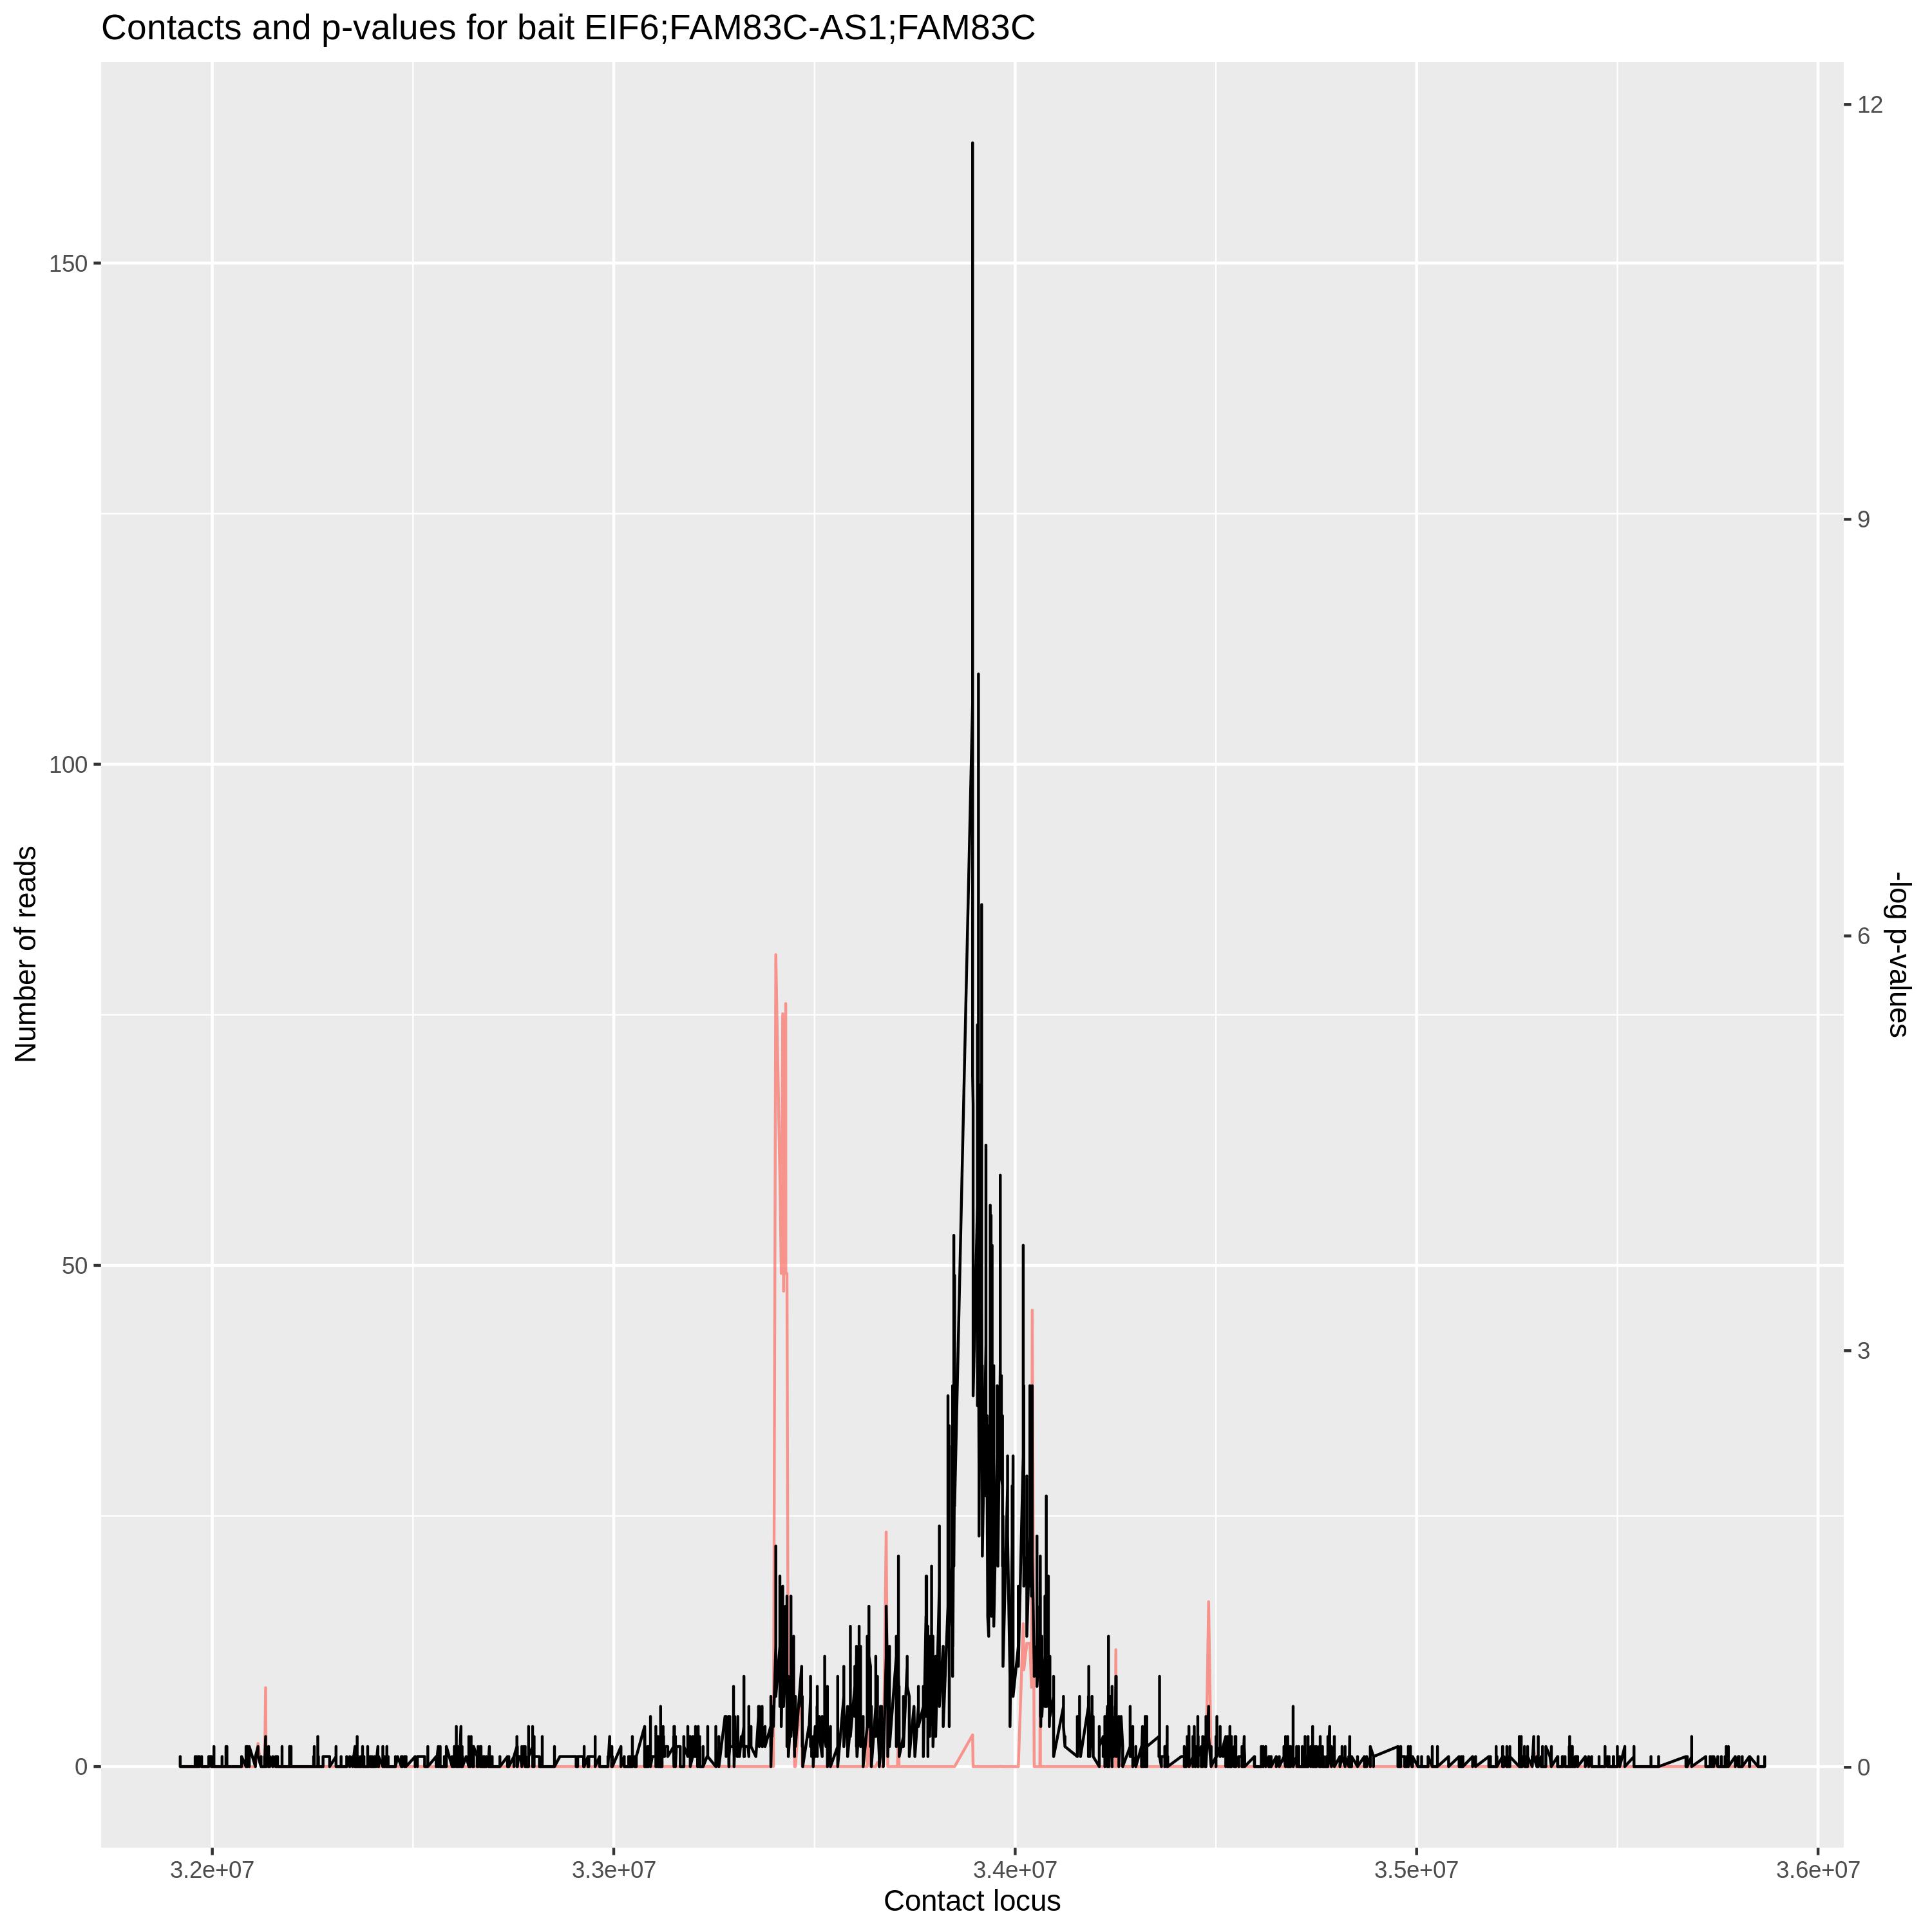 Contacts and p-values for bait EIF6;FAM83C-AS1;FAM83C
150
100
50
0
Number of reads
12
9
6
3
0
-log p-values
3.2e+07
3.3e+07
3.4e+07
3.5e+07
3.6e+07
Contact locus